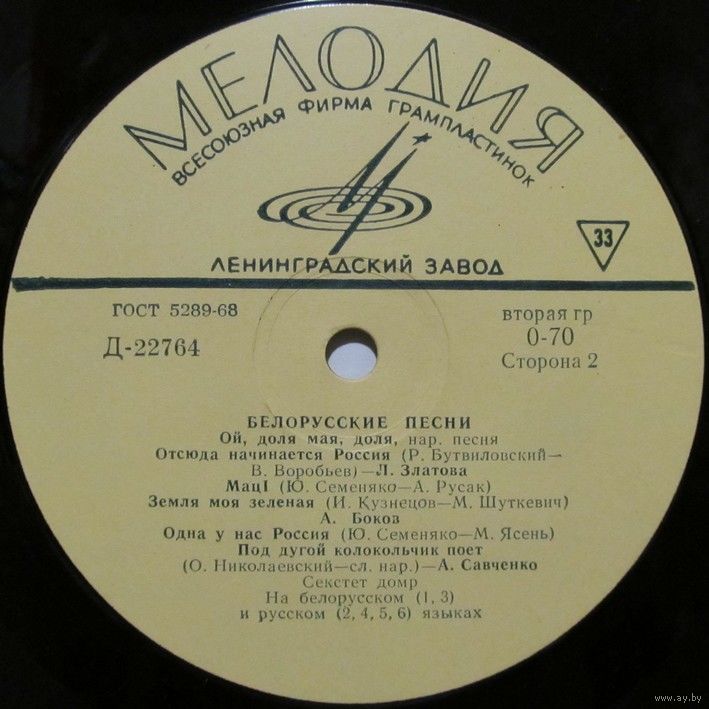 МЕЛОДИЯ
ВСЕСОЮЗНАЯ ФИРМА ГРАМПЛАСТИНОК
ЛЕНИНГРАДСКИЙ ЗАВОД
33
ГОСТ 5289-68
Д-22764
вторая гр
0-70
Сторона 2
БЕЛОРУССКИЕ ПЕСНИ
Ой, доля мая, доля, нар. песня
Отсюда начинается Россия (Р. Бутвиловский—
В. Воробьев)—Л. Златова
Мацi (Ю. Семеняко—А. Русак)
Земля моя зеленая (И. Кузнецов—М. Шуткевич)
А. Боков
Одна у нас Россия (Ю. Семеняко—М. Ясень)
Под дугой колокольчик поет
(О. Николаевский—сл. нар.)—А. Савченко
Секстет домр
На белорусском (1, 3)
и русском (2, 4, 5, 6) языках
www.ay.by